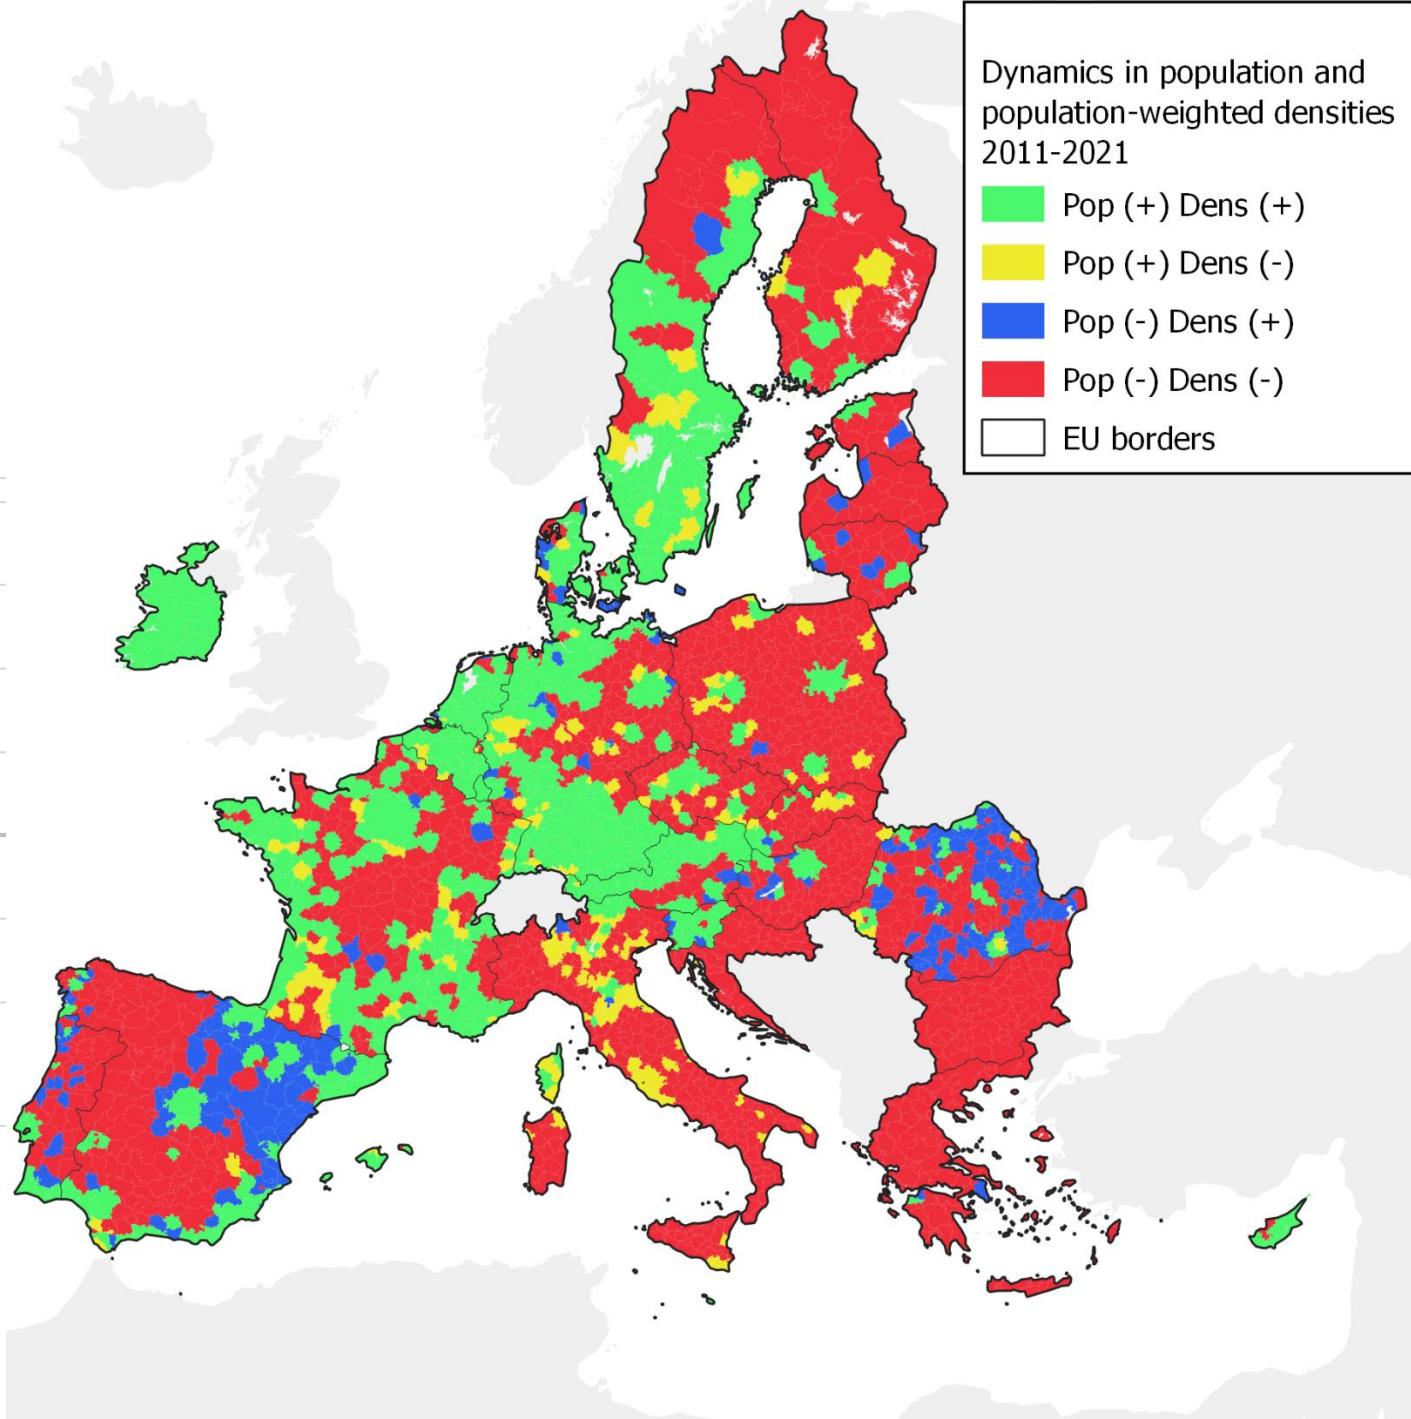 Dynamics in population and
population-weighted densities
2011-2021
Pop (+) Dens (+)
Pop (+) Dens (-)
Pop (-) Dens (+)
Pop (-) Dens (-)
EU borders